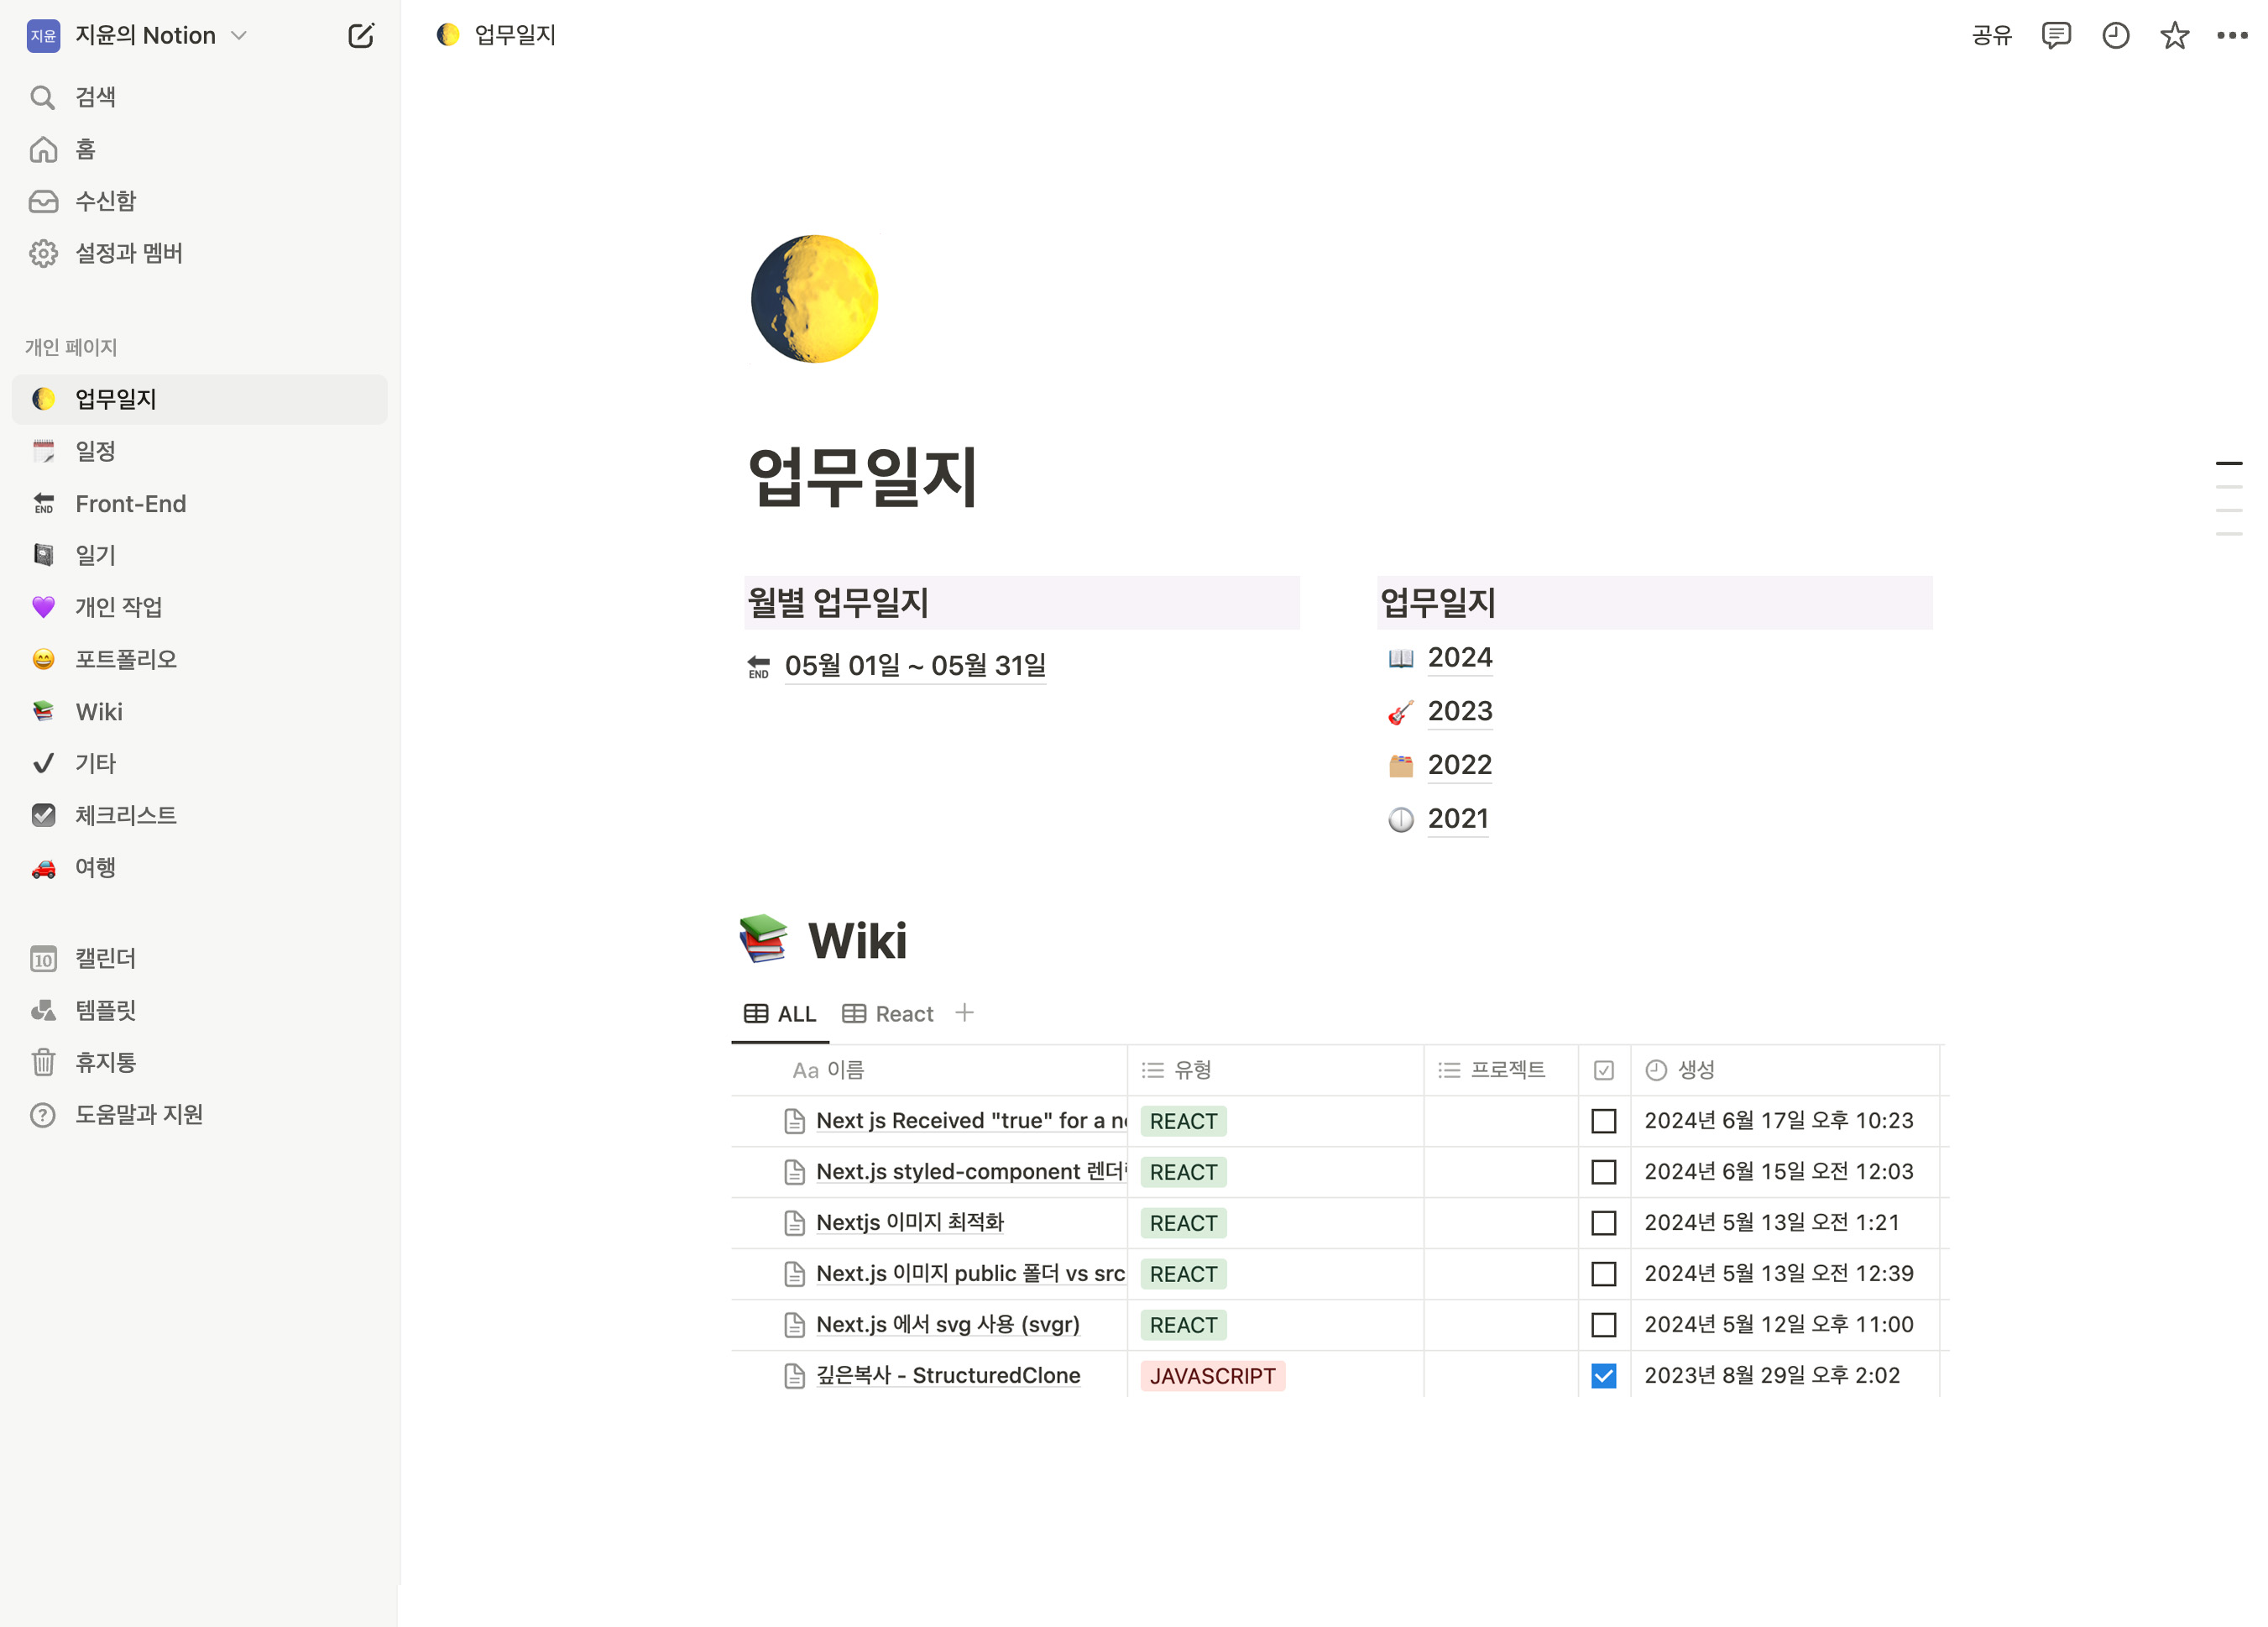 지윤 지윤의 Notion
검색
홈
수신함
설정과 멤버
개인 페이지
업무일지
일정
END Front-End
일기
개인 작업
포트폴리오
Wiki
기타
체크리스트
여행
10 캘린더
템플릿
휴지통
? 도움말과 지원
업무일지
공유
업무일지
월별 업무일지
END 05월 01일 ~ 05월 31일
업무일지
2024
2023
2022
2021
Wiki
ALL React +
Aa 이름 유형 프로젝트 생성
Next js Received "true" for a REACT 2024년 6월 17일 오후 10:23
Next.js styled-component REACT 2024년 6월 15일 오전 12:03
Nextjs 이미지 최적화 REACT 2024년 5월 13일 오전 1:21
Next.js 이미지 public 폴더 vs src REACT 2024년 5월 13일 오전 12:39
Next.js 에서 svg 사용 (svgr) REACT 2024년 5월 12일 오후 11:00
깊은복사 - StructuredClone JAVASCRIPT 2023년 8월 29일 오후 2:02